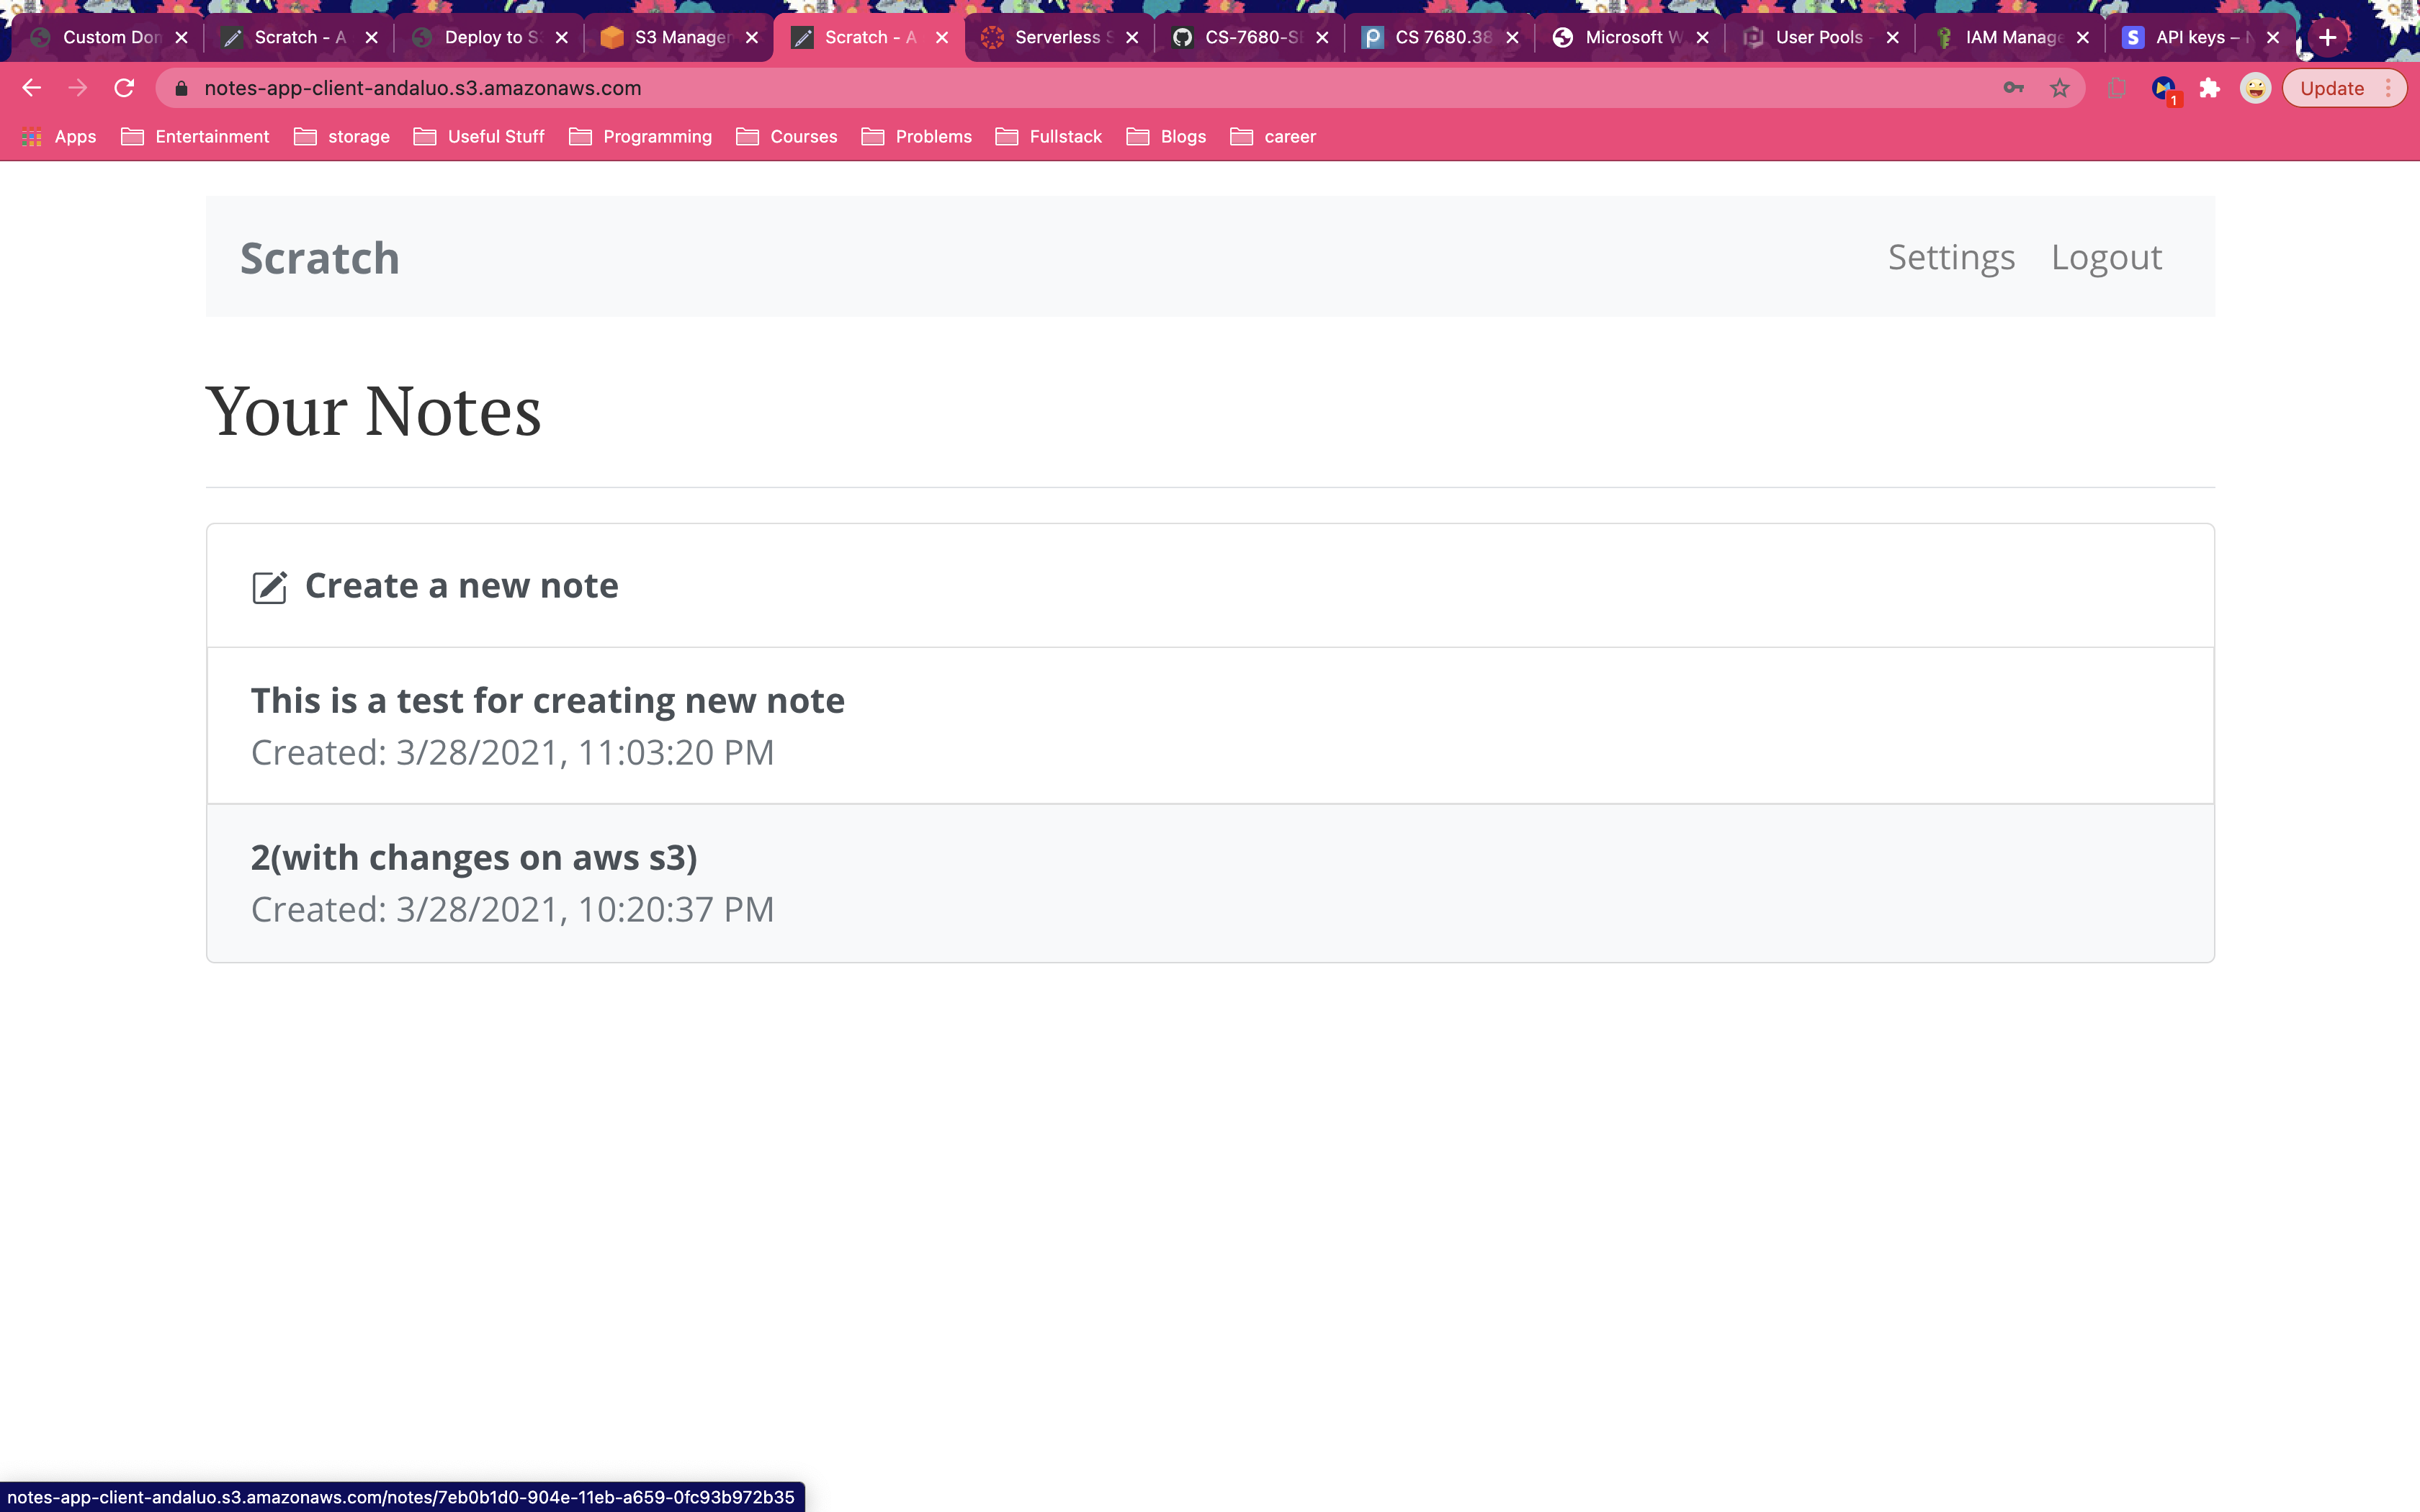 Custom Dom
Scratch - A
Deploy to S
S3 Manager
Scratch - A
Serverless S
CS-7680-SE
CS 7680.38
Microsoft W
User Pools -
IAM Manage
API keys –
notes-app-client-andaluo.s3.amazonaws.com
1
Update
Apps
Entertainment
storage
Useful Stuff
Programming
Courses
Problems
Fullstack
Blogs
career
Scratch
Settings
Logout
Your Notes
Create a new note
This is a test for creating new note
Created: 3/28/2021, 11:03:20 PM
2(with changes on aws s3)
Created: 3/28/2021, 10:20:37 PM
notes-app-client-andaluo.s3.amazonaws.com/notes/7eb0b1d0-904e-11eb-a659-0fc93b972b35